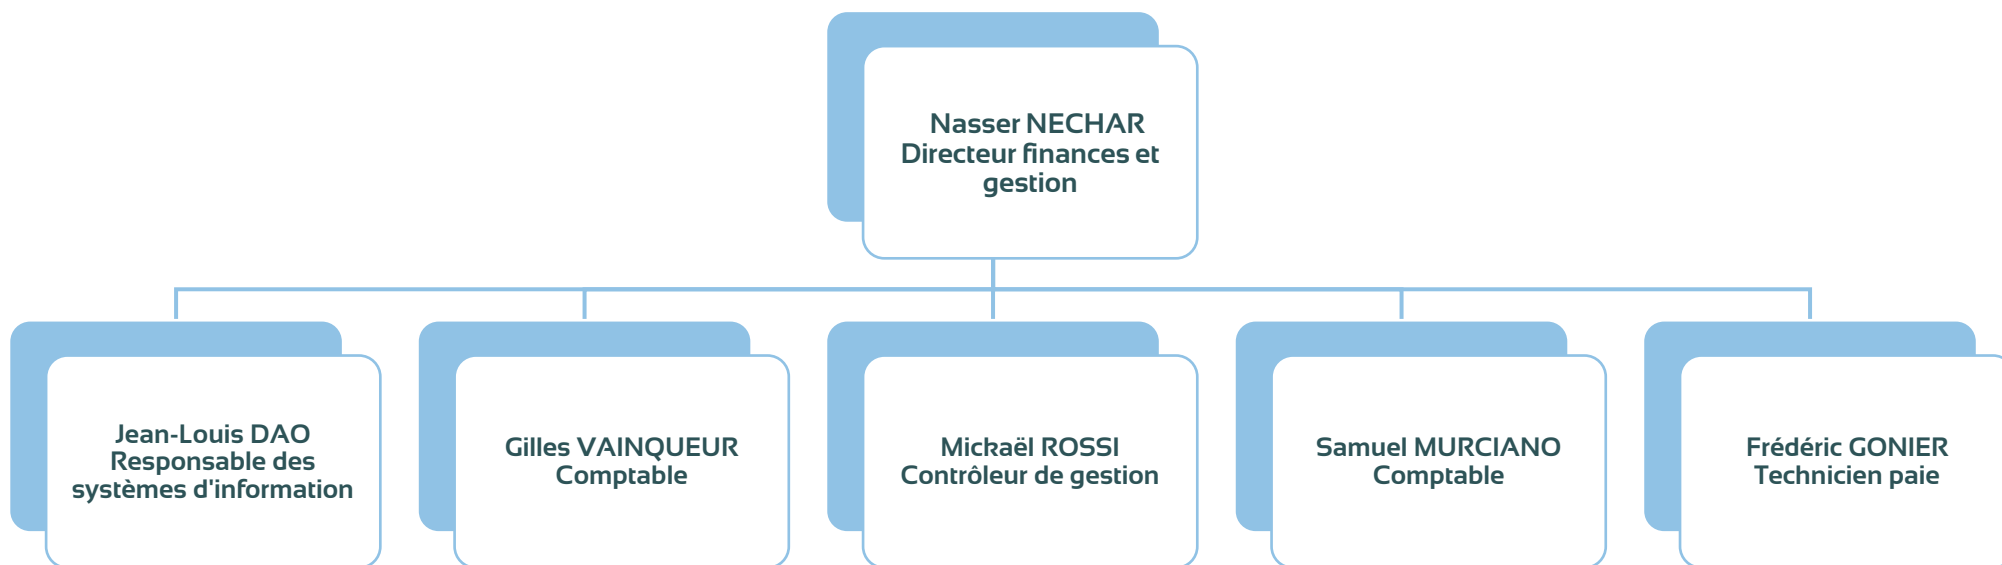 Nasser NECHAR
Directeur finances et
gestion
Jean-Louis DAO
Responsable des
systèmes d'information
Gilles VAINQUEUR
Comptable
Mickaël ROSSI
Contrôleur de gestion
Samuel MURCIANO
Comptable
Frédéric GONIER
Technicien paie